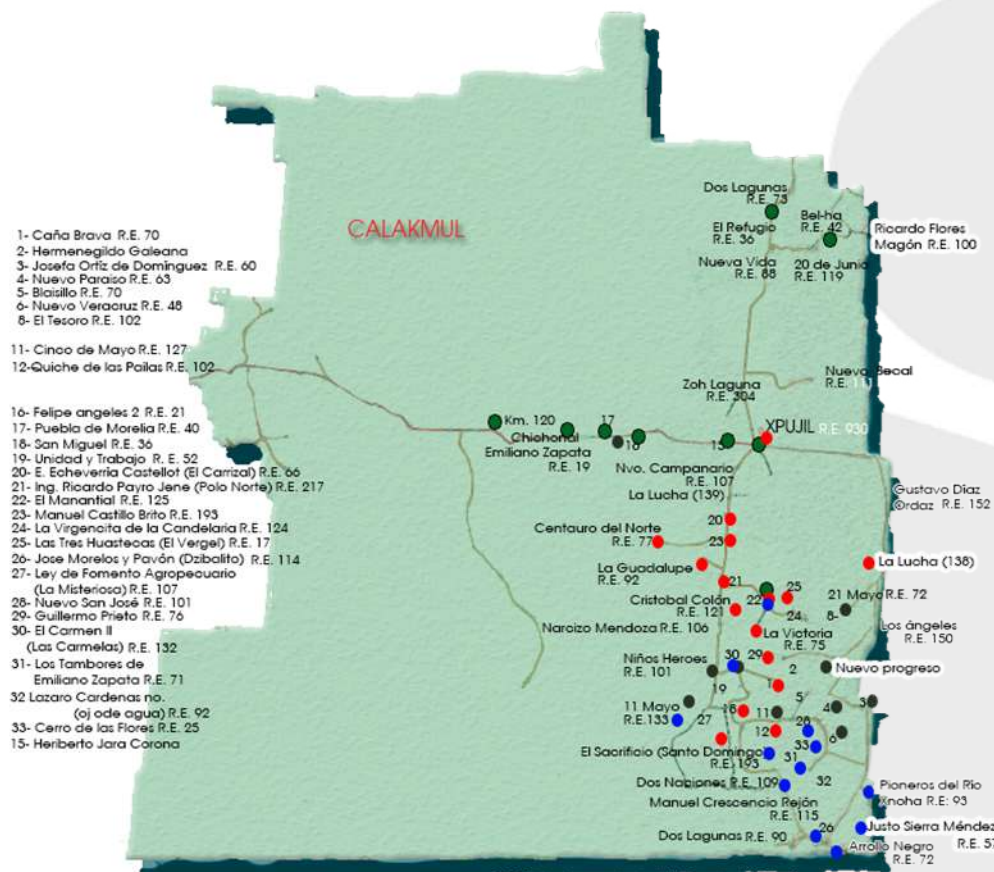 CALAKMUL
1- Caña Brava R.E. 70
2- Hermenegildo Galeana
3- Josefa Ortiz de Dominguez R.E. 60
4- Nuevo Paraiso R.E. 63
5- Blasillo R.E. 70
6- Nuevo Veracruz R.E. 48
8- El Tesoro R.E. 102
11- Cinco de Mayo R.E. 127
12-Quiche de las Pailas R.E. 102
16- Felipe angeles 2 R.E. 21
17- Puebla de Morelia R.E. 40
18- San Miguel R.E. 36
19- Unidad y Trabajo R.E. 52
20- E. Echeverria Castellot (El Carrizal) R.E. 66
21- Ing. Ricardo Payro Jene (Polo Norte) R.E. 217
22- El Manantial R.E. 125
23- Manuel Castillo Brito R.E. 193
24- La Virgencita de la Candelaria R.E. 124
25- Las Tres Huastecas (El Vergel) R.E. 17
26- Jose Morelos y Pavón (Dzibalito) R.E. 114
27- Ley de Fomento Agropecuario
(La Misteriosa) R.E. 107
28- Nuevo San José R.E. 101
29- Guillermo Prieto R.E. 76
30- El Carmen II
(Las Carmelas) R.E. 132
31- Los Tambores de
Emiliano Zapata R.E. 71
32 Lazaro Cardenas no.
(oj ode agua) R.E. 92
33- Cerro de las Flores R.E. 25
15- Heriberto Jara Corona
Dos Lagunas
R.E. 73
El Refugio
R.E. 36
Bel-ha
R.E. 42
Ricardo Flores
Magón R.E. 100
Nueva Vida
R.E. 88
20 de Junio
R.E. 119
Nuevo Becal
R.E. 111
Zoh Laguna
R.E. 304
XPUJIL R.E. 930
Km. 120
Chichonal
Emiliano Zapata
R.E. 19
17
16
15
Nvo. Campanario
R.E. 107
La Lucha (139)
Gustavo Díaz
Ordaz R.E. 152
20
Centauro del Norte
R.E. 77
23
La Guadalupe
R.E. 92
La Lucha (138)
21
22
25
24
Cristobal Colón
R.E. 121
21 Mayo R.E. 72
8-
Narcizo Mendoza R.E. 106
La Victoria
R.E. 75
Los ángeles
R.E. 150
Niños Heroes
R.E. 101
30
29
2
Nuevo progreso
19
1
5
11 Mayo
R.E.133
27
18
11
4
3
12
28
6
33
El Sacrificio (Santo Domingo)
R.E. 193
31
32
Dos Naciones R.E. 109
Pioneros del Río
Xnoha R.E: 93
Manuel Crescencio Rejón
R.E. 115
Dos Lagunas R.E. 90
26
Justo Sierra Méndez
R.E. 57
Arrollo Negro
R.E. 72